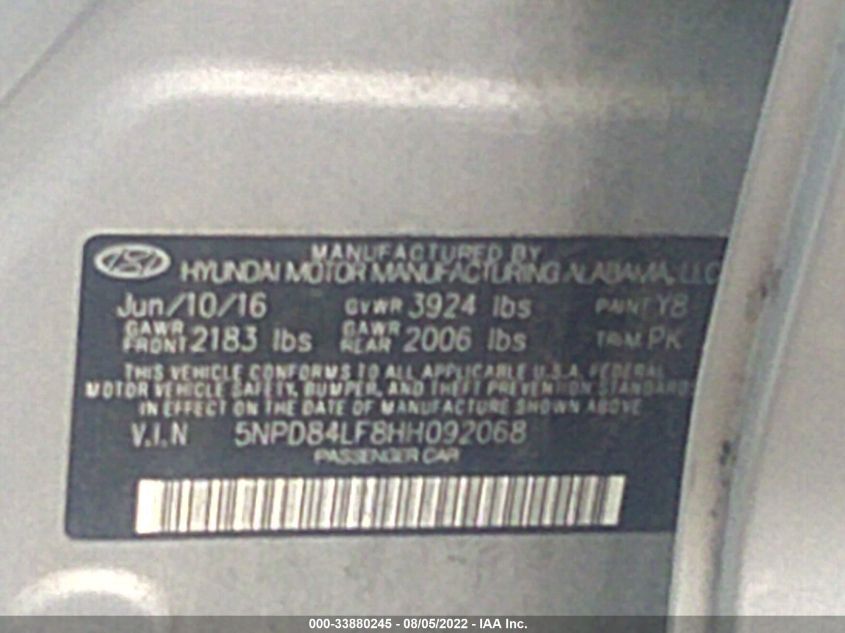 MANUFACTURED BY
HYUNDAI MOTOR MANUFACTURING ALABAMA, LLC
Jun/10/16 GVWR 3924 lbs PAINT Y8
GAWR FRONT 2183 lbs GAWR REAR 2006 lbs TRIM PK
THIS VEHICLE CONFORMS TO ALL APPLICABLE U.S.A. FEDERAL
MOTOR VEHICLE SAFETY, BUMPER, AND THEFT PREVENTION STANDARDS
IN EFFECT ON THE DATE OF MANUFACTURE SHOWN ABOVE
V.I.N 5NPD84LF8HH092068
PASSENGER CAR
000-33880245 - 08/05/2022 - IAA Inc.